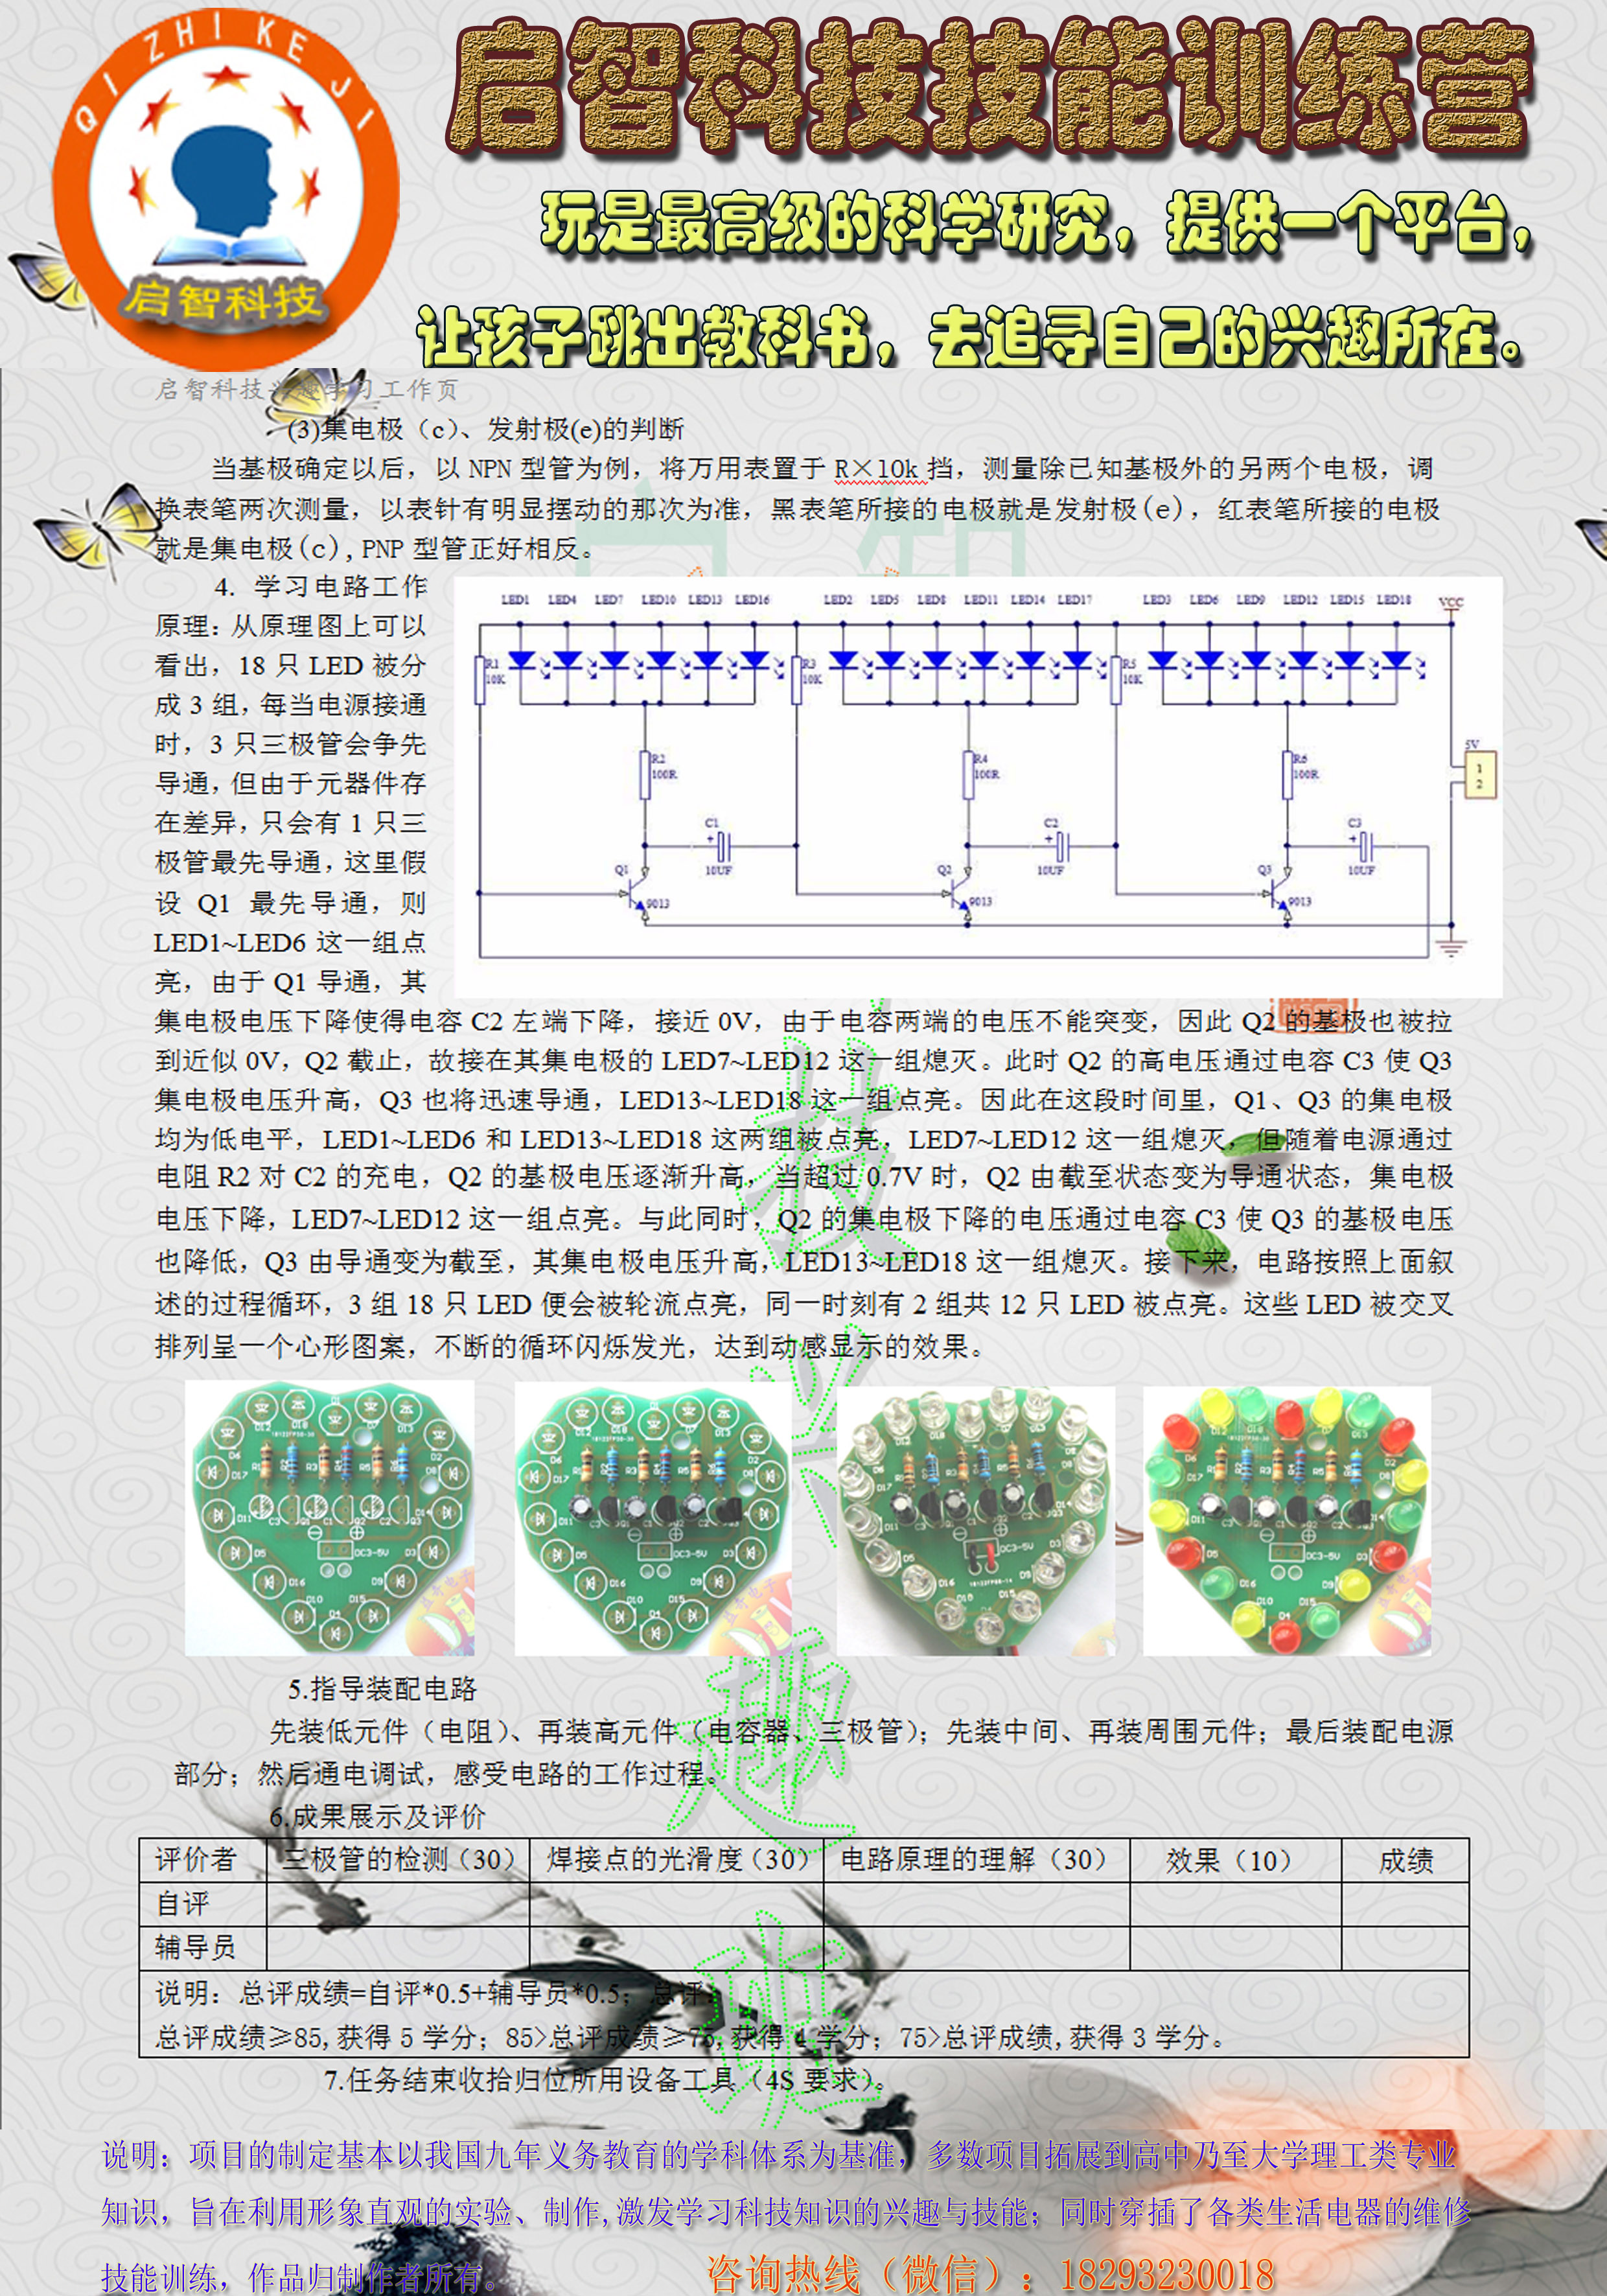 QI ZHI KE JI
启智科技
启智科技技能训练营
玩是最高级的科学研究，提供一个平台，
让孩子跳出教科书，去追寻自己的兴趣所在。
启智科技兴趣学习工作页
(3)集电极（c）、发射极(e)的判断
当基极确定以后，以 NPN 型管为例，将万用表置于 R×10k 挡，测量除已知基极外的另两个电极，调
换表笔两次测量，以表针有明显摆动的那次为准，黑表笔所接的电极就是发射极(e)，红表笔所接的电极
就是集电极(c),PNP 型管正好相反。
4. 学习电路工作
原理：从原理图上可以
看出，18 只 LED 被分
成 3 组，每当电源接通
时，3 只三极管会争先
导通，但由于元器件存
在差异，只会有 1 只三
极管最先导通，这里假
设 Q1 最先导通，则
LED1~LED6 这一组点
亮，由于 Q1 导通，其
LED1 LED4 LED7 LED10 LED13 LED16 LED2 LED5 LED8 LED11 LED14 LED17 LED3 LED6 LED9 LED12 LED15 LED18 VCC
R1 10K R3 10K R5 10K
R2 100R R4 100R R6 100R
5V 1 2
C1 + 10UF C2 + 10UF C3 + 10UF
Q1 9013 Q2 9013 Q3 9013
集电极电压下降使得电容 C2 左端下降，接近 0V，由于电容两端的电压不能突变，因此 Q2 的基极也被拉
到近似 0V，Q2 截止，故接在其集电极的 LED7~LED12 这一组熄灭。此时 Q2 的高电压通过电容 C3 使 Q3
集电极电压升高，Q3 也将迅速导通，LED13~LED18 这一组点亮。因此在这段时间里，Q1、Q3 的集电极
均为低电平，LED1~LED6 和 LED13~LED18 这两组被点亮，LED7~LED12 这一组熄灭，但随着电源通过
电阻 R2 对 C2 的充电，Q2 的基极电压逐渐升高，当超过 0.7V 时，Q2 由截至状态变为导通状态，集电极
电压下降，LED7~LED12 这一组点亮。与此同时，Q2 的集电极下降的电压通过电容 C3 使 Q3 的基极电压
也降低，Q3 由导通变为截至，其集电极电压升高，LED13~LED18 这一组熄灭。接下来，电路按照上面叙
述的过程循环，3 组 18 只 LED 便会被轮流点亮，同一时刻有 2 组共 12 只 LED 被点亮。这些 LED 被交叉
排列呈一个心形图案，不断的循环闪烁发光，达到动感显示的效果。
5.指导装配电路
先装低元件（电阻）、再装高元件（电容器、三极管）；先装中间、再装周围元件；最后装配电源
部分；然后通电调试，感受电路的工作过程。
6.成果展示及评价
评价者 三极管的检测（30） 焊接点的光滑度（30） 电路原理的理解（30） 效果（10） 成绩
自评
辅导员
说明：总评成绩=自评*0.5+辅导员*0.5；总评：
总评成绩≥85,获得 5 学分；85>总评成绩≥75,获得 4 学分；75>总评成绩,获得 3 学分。
7.任务结束收拾归位所用设备工具（4S 要求）。
说明：项目的制定基本以我国九年义务教育的学科体系为基准，多数项目拓展到高中乃至大学理工类专业
知识，旨在利用形象直观的实验、制作,激发学习科技知识的兴趣与技能；同时穿插了各类生活电器的维修
技能训练，作品归制作者所有。
咨询热线（微信）：18293230018